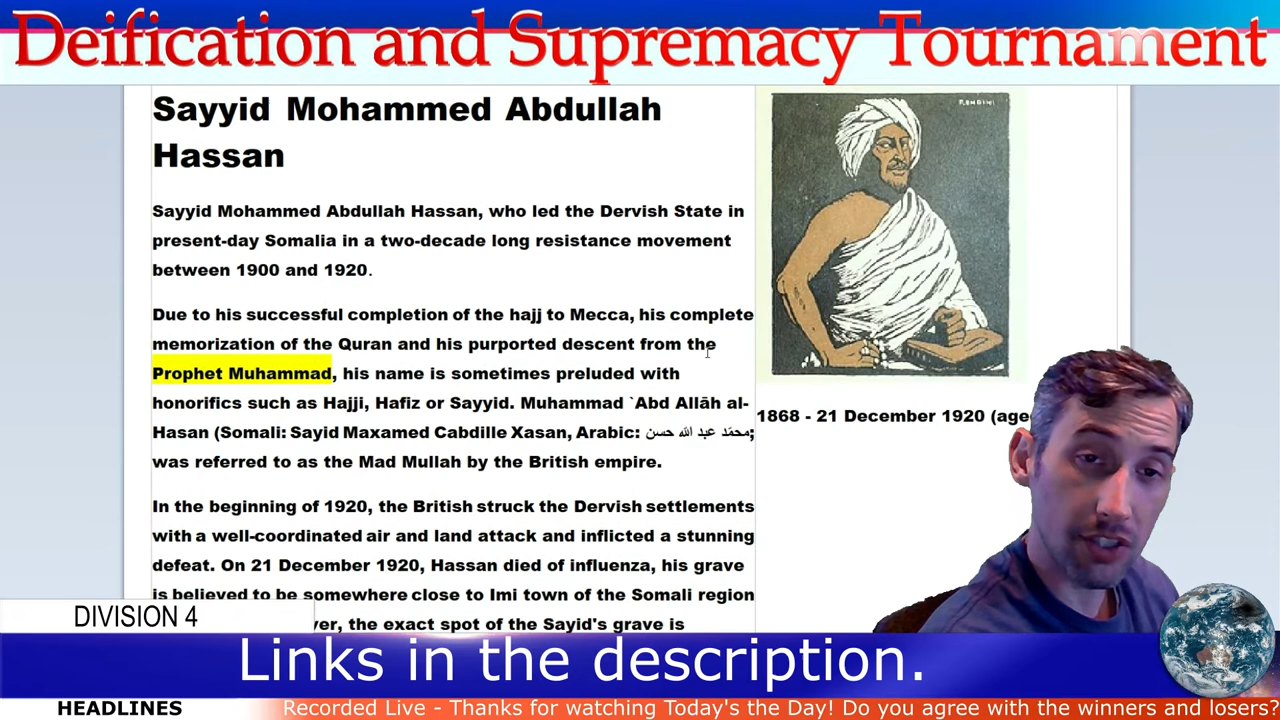 Deification and Supremacy Tournament
Sayyid Mohammed Abdullah
Hassan
Sayyid Mohammed Abdullah Hassan, who led the Dervish State in
present-day Somalia in a two-decade long resistance movement
between 1900 and 1920.
Due to his successful completion of the hajj to Mecca, his complete
memorization of the Quran and his purported descent from the
Prophet Muhammad, his name is sometimes preluded with
honorifics such as Hajji, Hafiz or Sayyid. Muhammad `Abd Allāh al-
Hasan (Somali: Sayid Maxamed Cabdille Xasan, Arabic: محمّد عبد الله حسن;
was referred to as the Mad Mullah by the British empire.
In the beginning of 1920, the British struck the Dervish settlements
with a well-coordinated air and land attack and inflicted a stunning
defeat. On 21 December 1920, Hassan died of influenza, his grave
is believed to be somewhere close to Imi town of the Somali region
ver, the exact spot of the Sayid's grave is
1868 - 21 December 1920 (age
DIVISION 4
Links in the description.
HEADLINES
Recorded Live - Thanks for watching Today's the Day! Do you agree with the winners and losers?